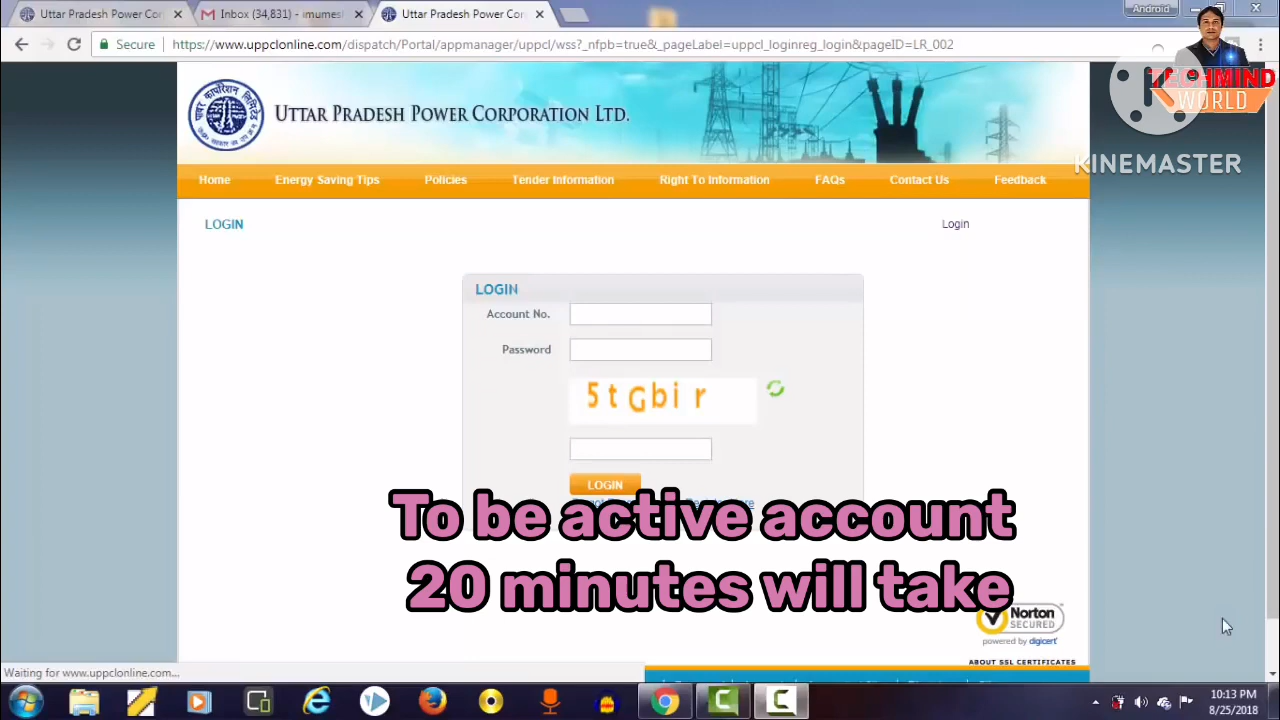 Uttar Pradesh Power Cor
Inbox (34,831) - imumes
Uttar Pradesh Power Cor
Android
Secure
https://www.uppclonline.com/dispatch/Portal/appmanager/uppcl/wss?_nfpb=true&_pageLabel=uppcl_loginreg_login&pageID=LR_002
TECHMIND
WORLD
KINEMASTER
UTTAR PRADESH POWER CORPORATION LTD.
Home Energy Saving Tips Policies Tender Information Right To Information FAQs Contact Us Feedback
LOGIN
Login
LOGIN
Account No.
Password
5tGbir
LOGIN
To be active account
20 minutes will take
Norton
SECURED
powered by digicert
ABOUT SSL CERTIFICATES
Waiting for www.uppclonline.com...
10:13 PM
8/25/2018